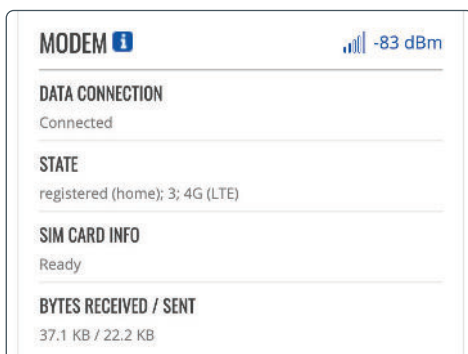 MODEM i -83 dBm
DATA CONNECTION
Connected
STATE
registered (home); 3; 4G (LTE)
SIM CARD INFO
Ready
BYTES RECEIVED / SENT
37.1 KB / 22.2 KB